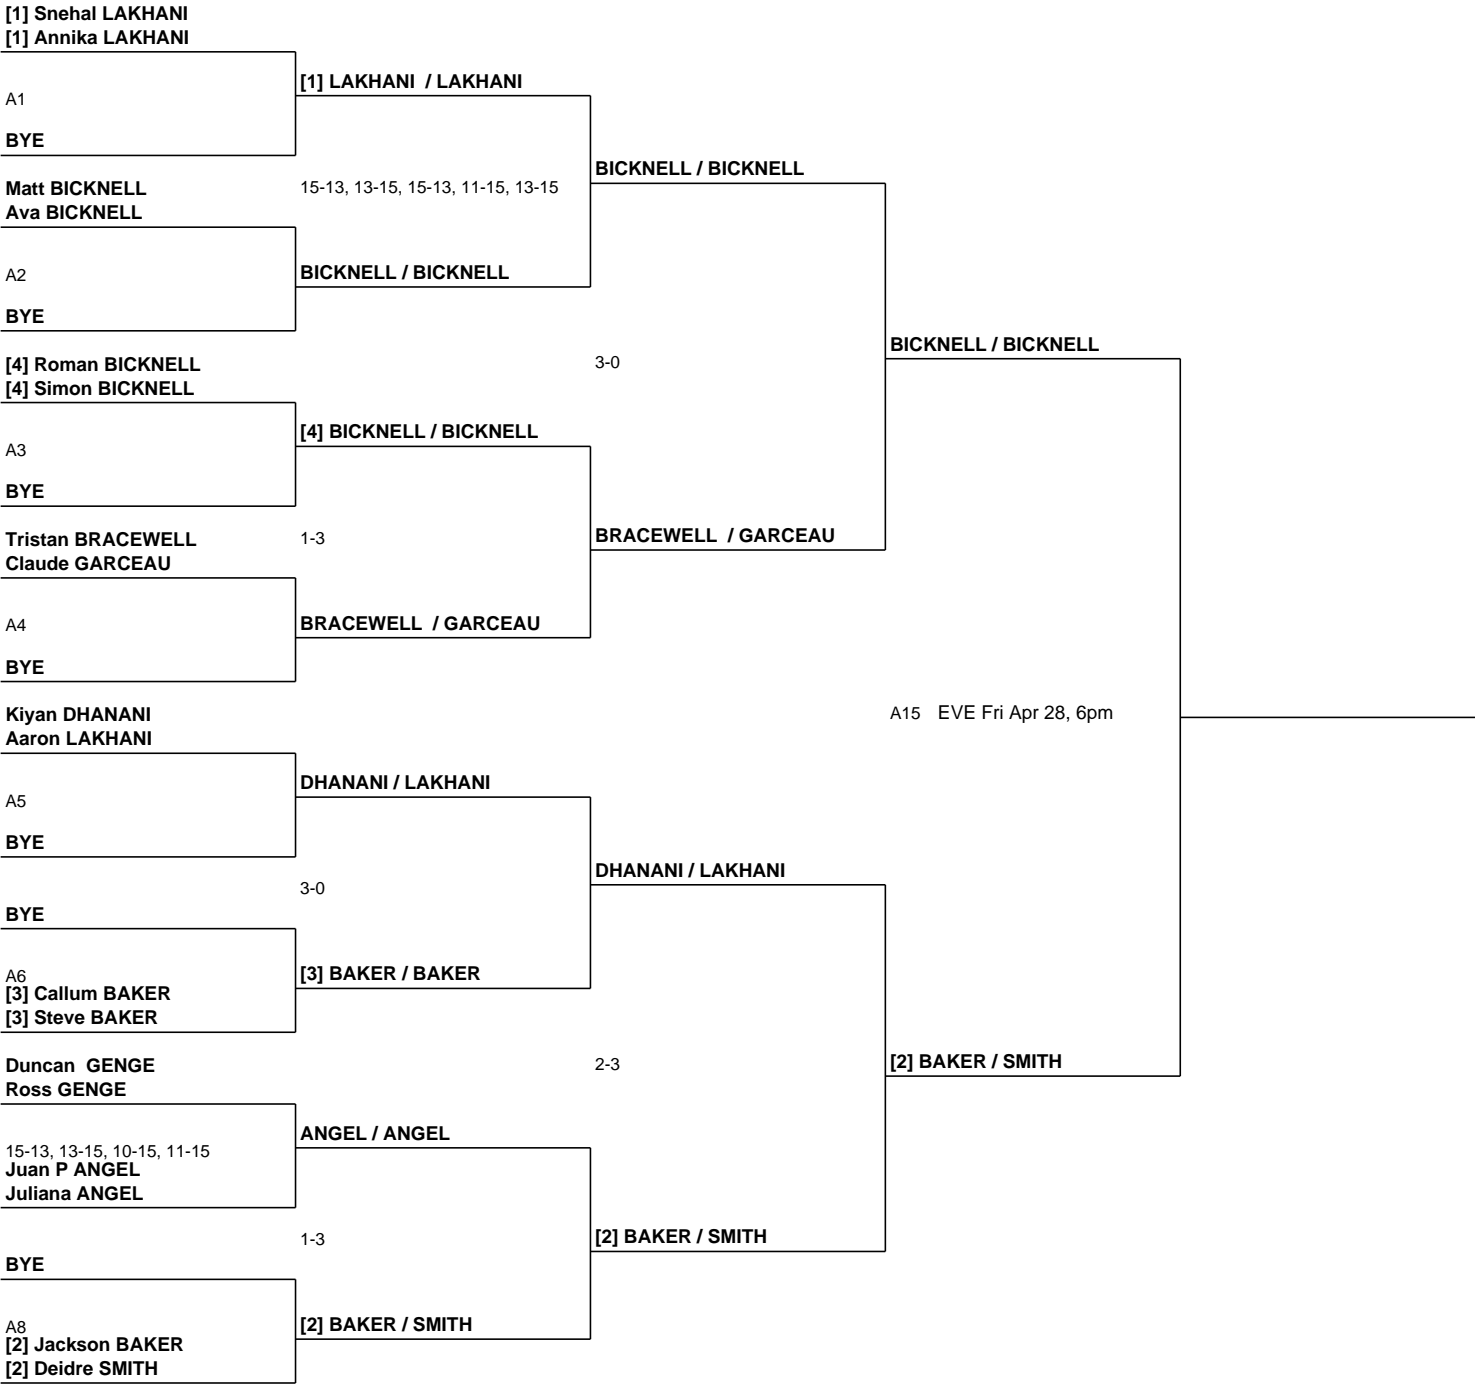 [1] Snehal LAKHANI
[1] Annika LAKHANI
A1
BYE
[1] LAKHANI / LAKHANI
Matt BICKNELL
Ava BICKNELL
15-13, 13-15, 15-13, 11-15, 13-15
BICKNELL / BICKNELL
A2
BYE
BICKNELL / BICKNELL
[4] Roman BICKNELL
[4] Simon BICKNELL
3-0
BICKNELL / BICKNELL
A3
BYE
[4] BICKNELL / BICKNELL
Tristan BRACEWELL
Claude GARCEAU
1-3
BRACEWELL / GARCEAU
A4
BYE
BRACEWELL / GARCEAU
Kiyan DHANANI
Aaron LAKHANI
A15 EVE Fri Apr 28, 6pm
A5
BYE
DHANANI / LAKHANI
3-0
DHANANI / LAKHANI
BYE
A6
[3] Callum BAKER
[3] Steve BAKER
[3] BAKER / BAKER
Duncan GENGE
Ross GENGE
2-3
[2] BAKER / SMITH
15-13, 13-15, 10-15, 11-15
Juan P ANGEL
Juliana ANGEL
ANGEL / ANGEL
1-3
[2] BAKER / SMITH
BYE
A8
[2] Jackson BAKER
[2] Deidre SMITH
[2] BAKER / SMITH